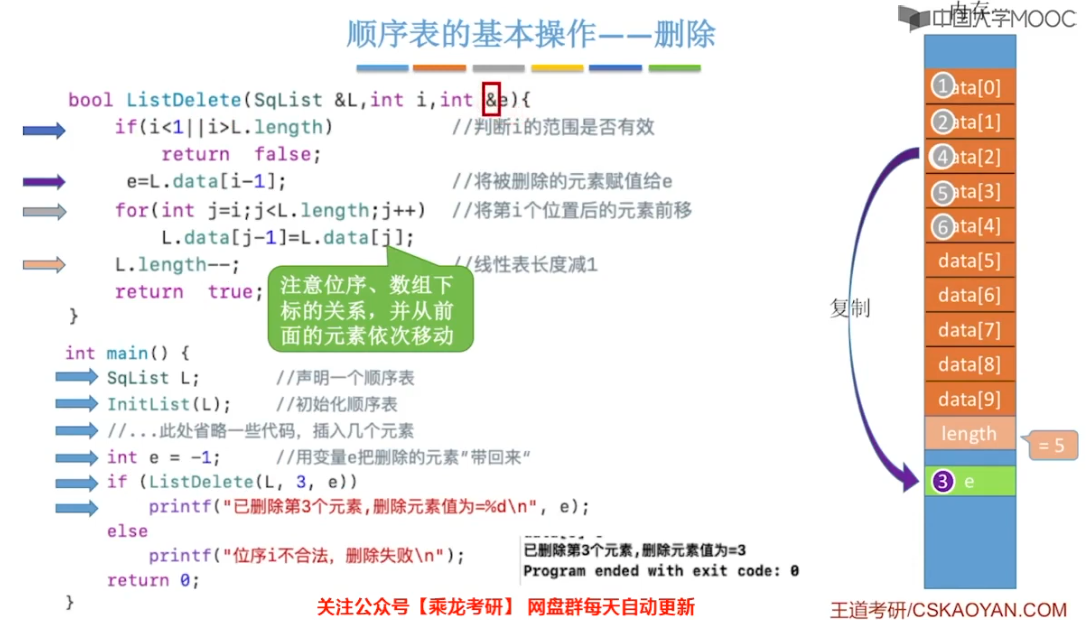 顺序表的基本操作——删除
中国大学MOOC
内存
bool ListDelete(SqList &L,int i,int &e){
if(i<1||i>L.length) //判断i的范围是否有效
return false;
e=L.data[i-1]; //将被删除的元素赋值给e
for(int j=i;j<L.length;j++) //将第i个位置后的元素前移
L.data[j-1]=L.data[j];
L.length--; //线性表长度减1
return true;
}
注意位序、数组下
标的关系，并从前
面的元素依次移动
int main() {
SqList L; //声明一个顺序表
InitList(L); //初始化顺序表
//...此处省略一些代码，插入几个元素
int e = -1; //用变量e把删除的元素"带回来"
if (ListDelete(L, 3, e))
printf("已删除第3个元素,删除元素值为=%d\n", e);
else
printf("位序i不合法，删除失败\n");
return 0;
}
已删除第3个元素,删除元素值为=3
Program ended with exit code: 0
复制
1 ata[0]
2 ata[1]
4 ata[2]
5 ata[3]
6 ata[4]
data[5]
data[6]
data[7]
data[8]
data[9]
length
= 5
3 e
关注公众号【乘龙考研】 网盘群每天自动更新
王道考研/CSKAOYAN.COM